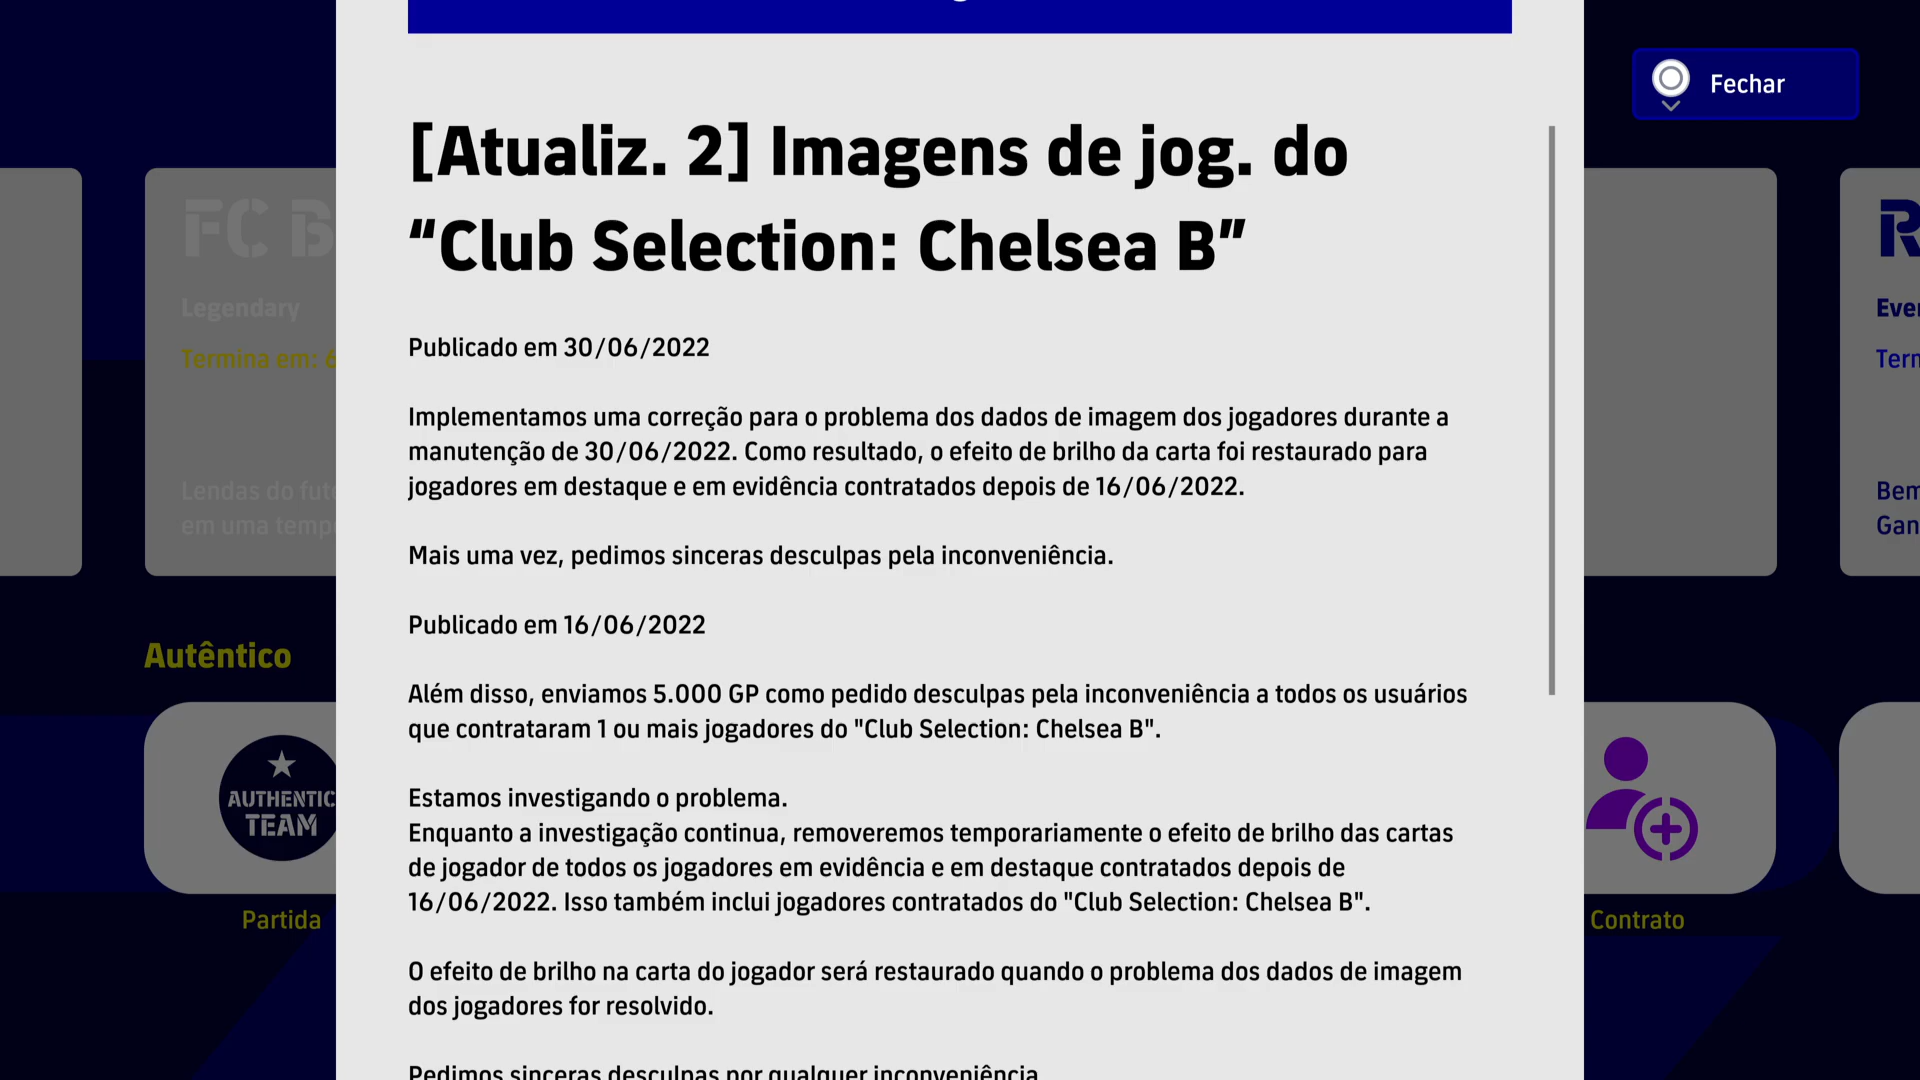 Fechar
[Atualiz. 2] Imagens de jog. do
“Club Selection: Chelsea B”
Publicado em 30/06/2022
Implementamos uma correção para o problema dos dados de imagem dos jogadores durante a
manutenção de 30/06/2022. Como resultado, o efeito de brilho da carta foi restaurado para
jogadores em destaque e em evidência contratados depois de 16/06/2022.
Mais uma vez, pedimos sinceras desculpas pela inconveniência.
Publicado em 16/06/2022
Além disso, enviamos 5.000 GP como pedido desculpas pela inconveniência a todos os usuários
que contrataram 1 ou mais jogadores do "Club Selection: Chelsea B".
Estamos investigando o problema.
Enquanto a investigação continua, removeremos temporariamente o efeito de brilho das cartas
de jogador de todos os jogadores em evidência e em destaque contratados depois de
16/06/2022. Isso também inclui jogadores contratados do "Club Selection: Chelsea B".
O efeito de brilho na carta do jogador será restaurado quando o problema dos dados de imagem
dos jogadores for resolvido.
Pedimos sinceras desculpas por qualquer inconveniência
FC B
Legendary
Termina em: 6
Lendas do fute
em uma temp
Autêntico
AUTHENTIC
TEAM
Partida
R
Eve
Term
Bem
Gan
Contrato